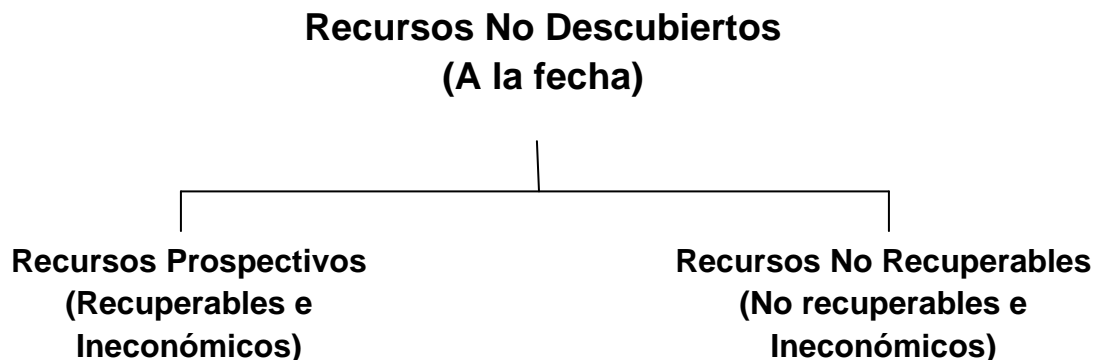 Recursos No Descubiertos
(A la fecha)
Recursos Prospectivos
(Recuperables e
Ineconómicos)
Recursos No Recuperables
(No recuperables e
Ineconómicos)